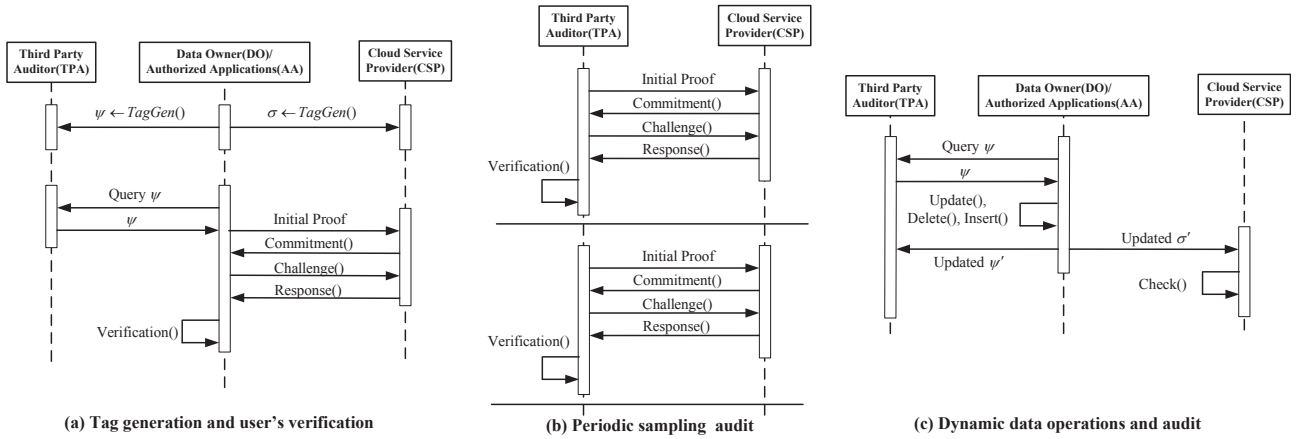 Third Party
Auditor(TPA)
Data Owner(DO)/
Authorized Applications(AA)
Cloud Service
Provider(CSP)
ψ ← TagGen()
σ ← TagGen()
Query ψ
ψ
Initial Proof
Commitment()
Challenge()
Response()
Verification()
(a) Tag generation and user's verification
Third Party
Auditor(TPA)
Cloud Service
Provider(CSP)
Initial Proof
Commitment()
Challenge()
Response()
Verification()
Initial Proof
Commitment()
Challenge()
Response()
Verification()
(b) Periodic sampling audit
Third Party
Auditor(TPA)
Data Owner(DO)/
Authorized Applications(AA)
Cloud Service
Provider(CSP)
Query ψ
ψ
Update(),
Delete(), Insert()
Updated σ′
Updated ψ′
Check()
(c) Dynamic data operations and audit